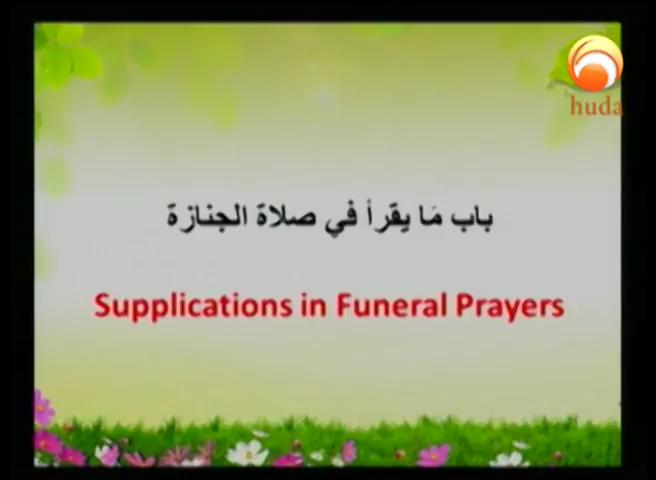 huda
باب مَا يقرأ في صلاة الجنازة
Supplications in Funeral Prayers